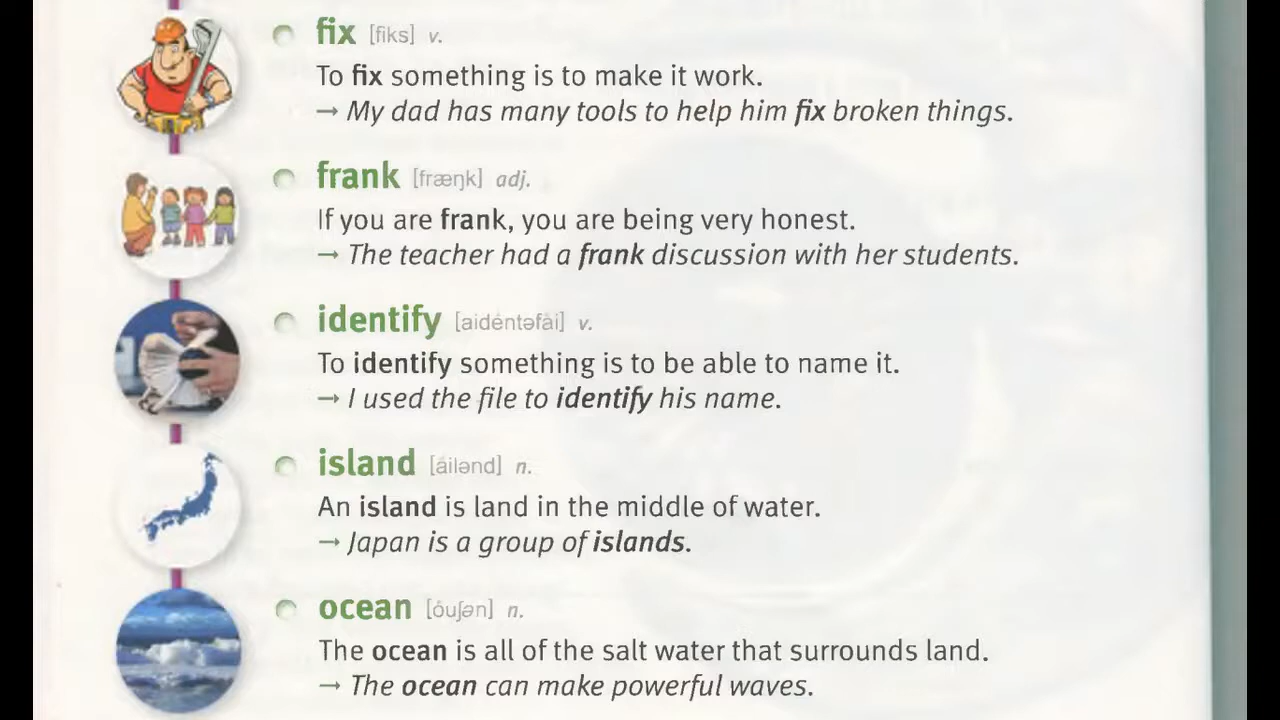 fix [fiks] v.
To fix something is to make it work.
→ My dad has many tools to help him fix broken things.
frank [fræŋk] adj.
If you are frank, you are being very honest.
→ The teacher had a frank discussion with her students.
identify [aidéntəfài] v.
To identify something is to be able to name it.
→ I used the file to identify his name.
island [áilənd] n.
An island is land in the middle of water.
→ Japan is a group of islands.
ocean [óuʃən] n.
The ocean is all of the salt water that surrounds land.
→ The ocean can make powerful waves.